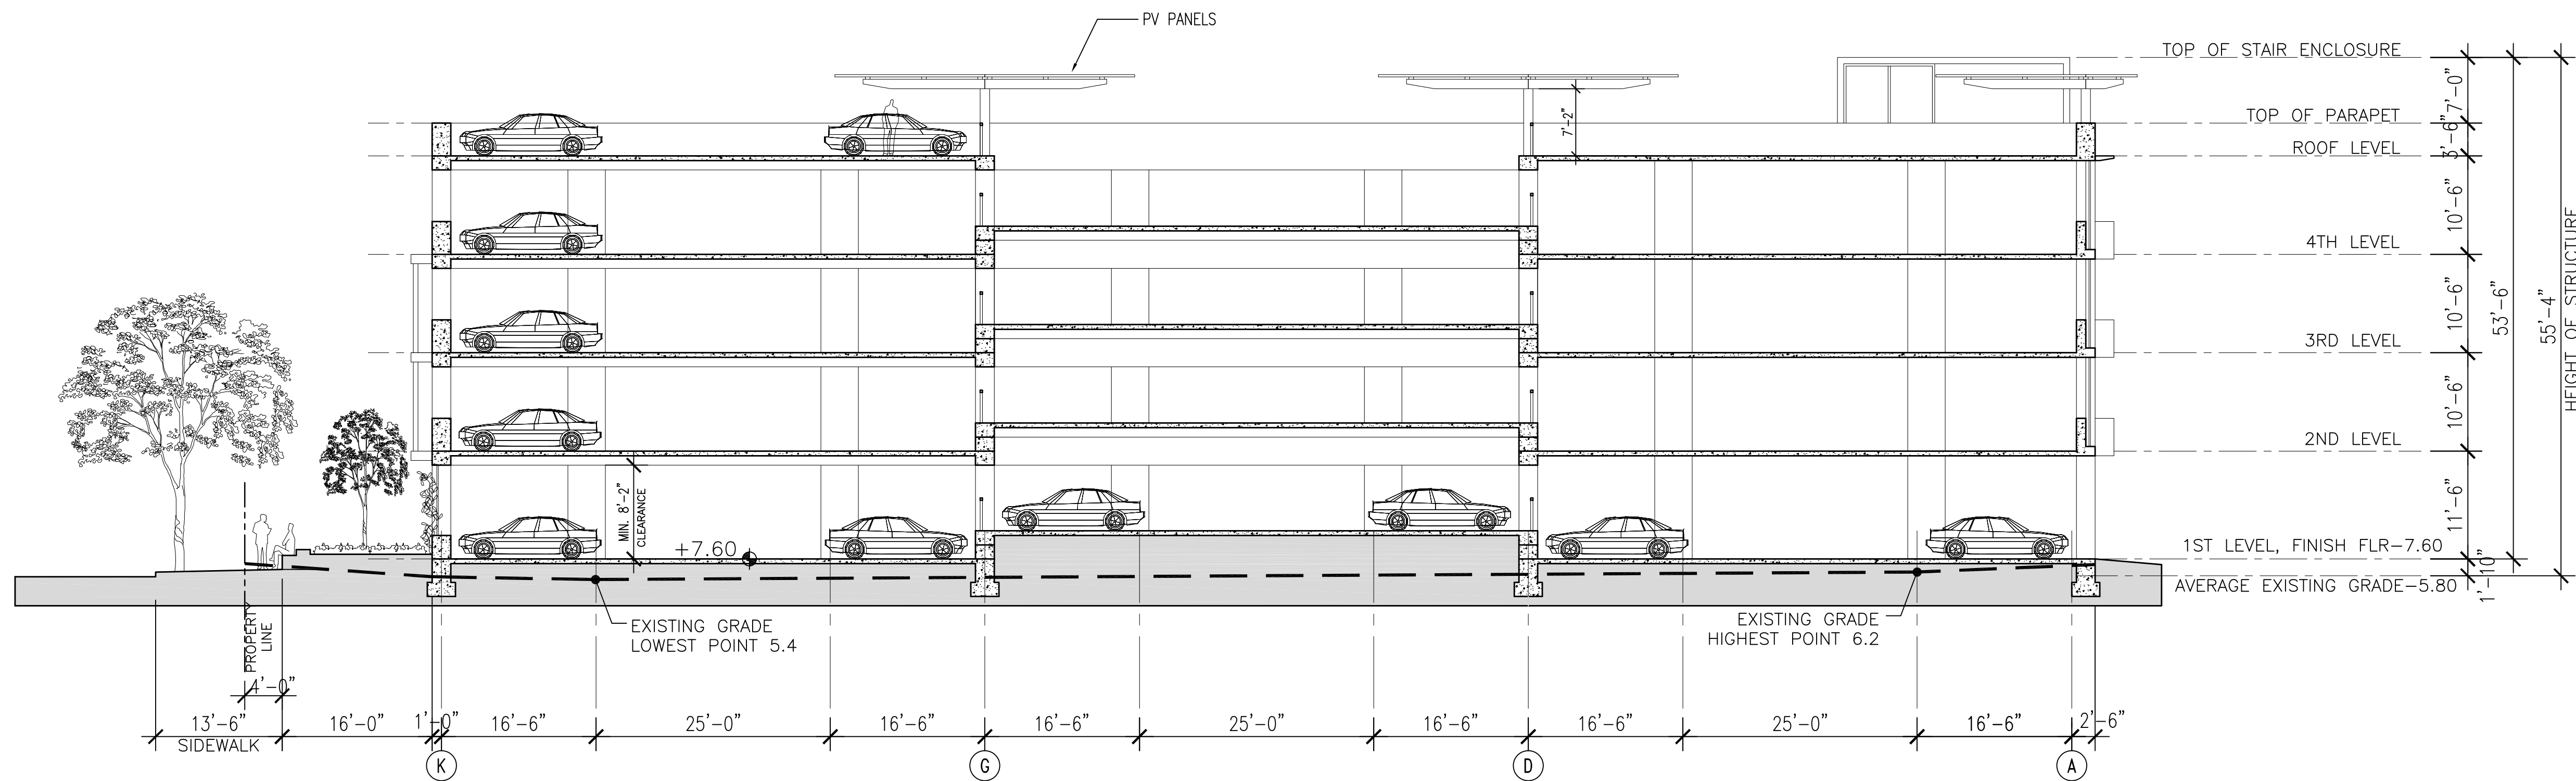 PV PANELS
TOP OF STAIR ENCLOSURE
7'-0"
TOP OF PARAPET
3'-6"
ROOF LEVEL
7'-2"
10'-6"
4TH LEVEL
10'-6"
3RD LEVEL
10'-6"
2ND LEVEL
53'-6"
55'-4"
HEIGHT OF STRUCTURE
MIN. 8'-2"
CLEARANCE
11'-6"
+7.60
1ST LEVEL, FINISH FLR-7.60
AVERAGE EXISTING GRADE-5.80
1'-10"
EXISTING GRADE
LOWEST POINT 5.4
EXISTING GRADE
HIGHEST POINT 6.2
PROPERTY
LINE
4'-0"
13'-6"
SIDEWALK
16'-0"
1'-0"
16'-6"
25'-0"
16'-6"
16'-6"
25'-0"
16'-6"
16'-6"
25'-0"
16'-6"
2'-6"
K
G
D
A